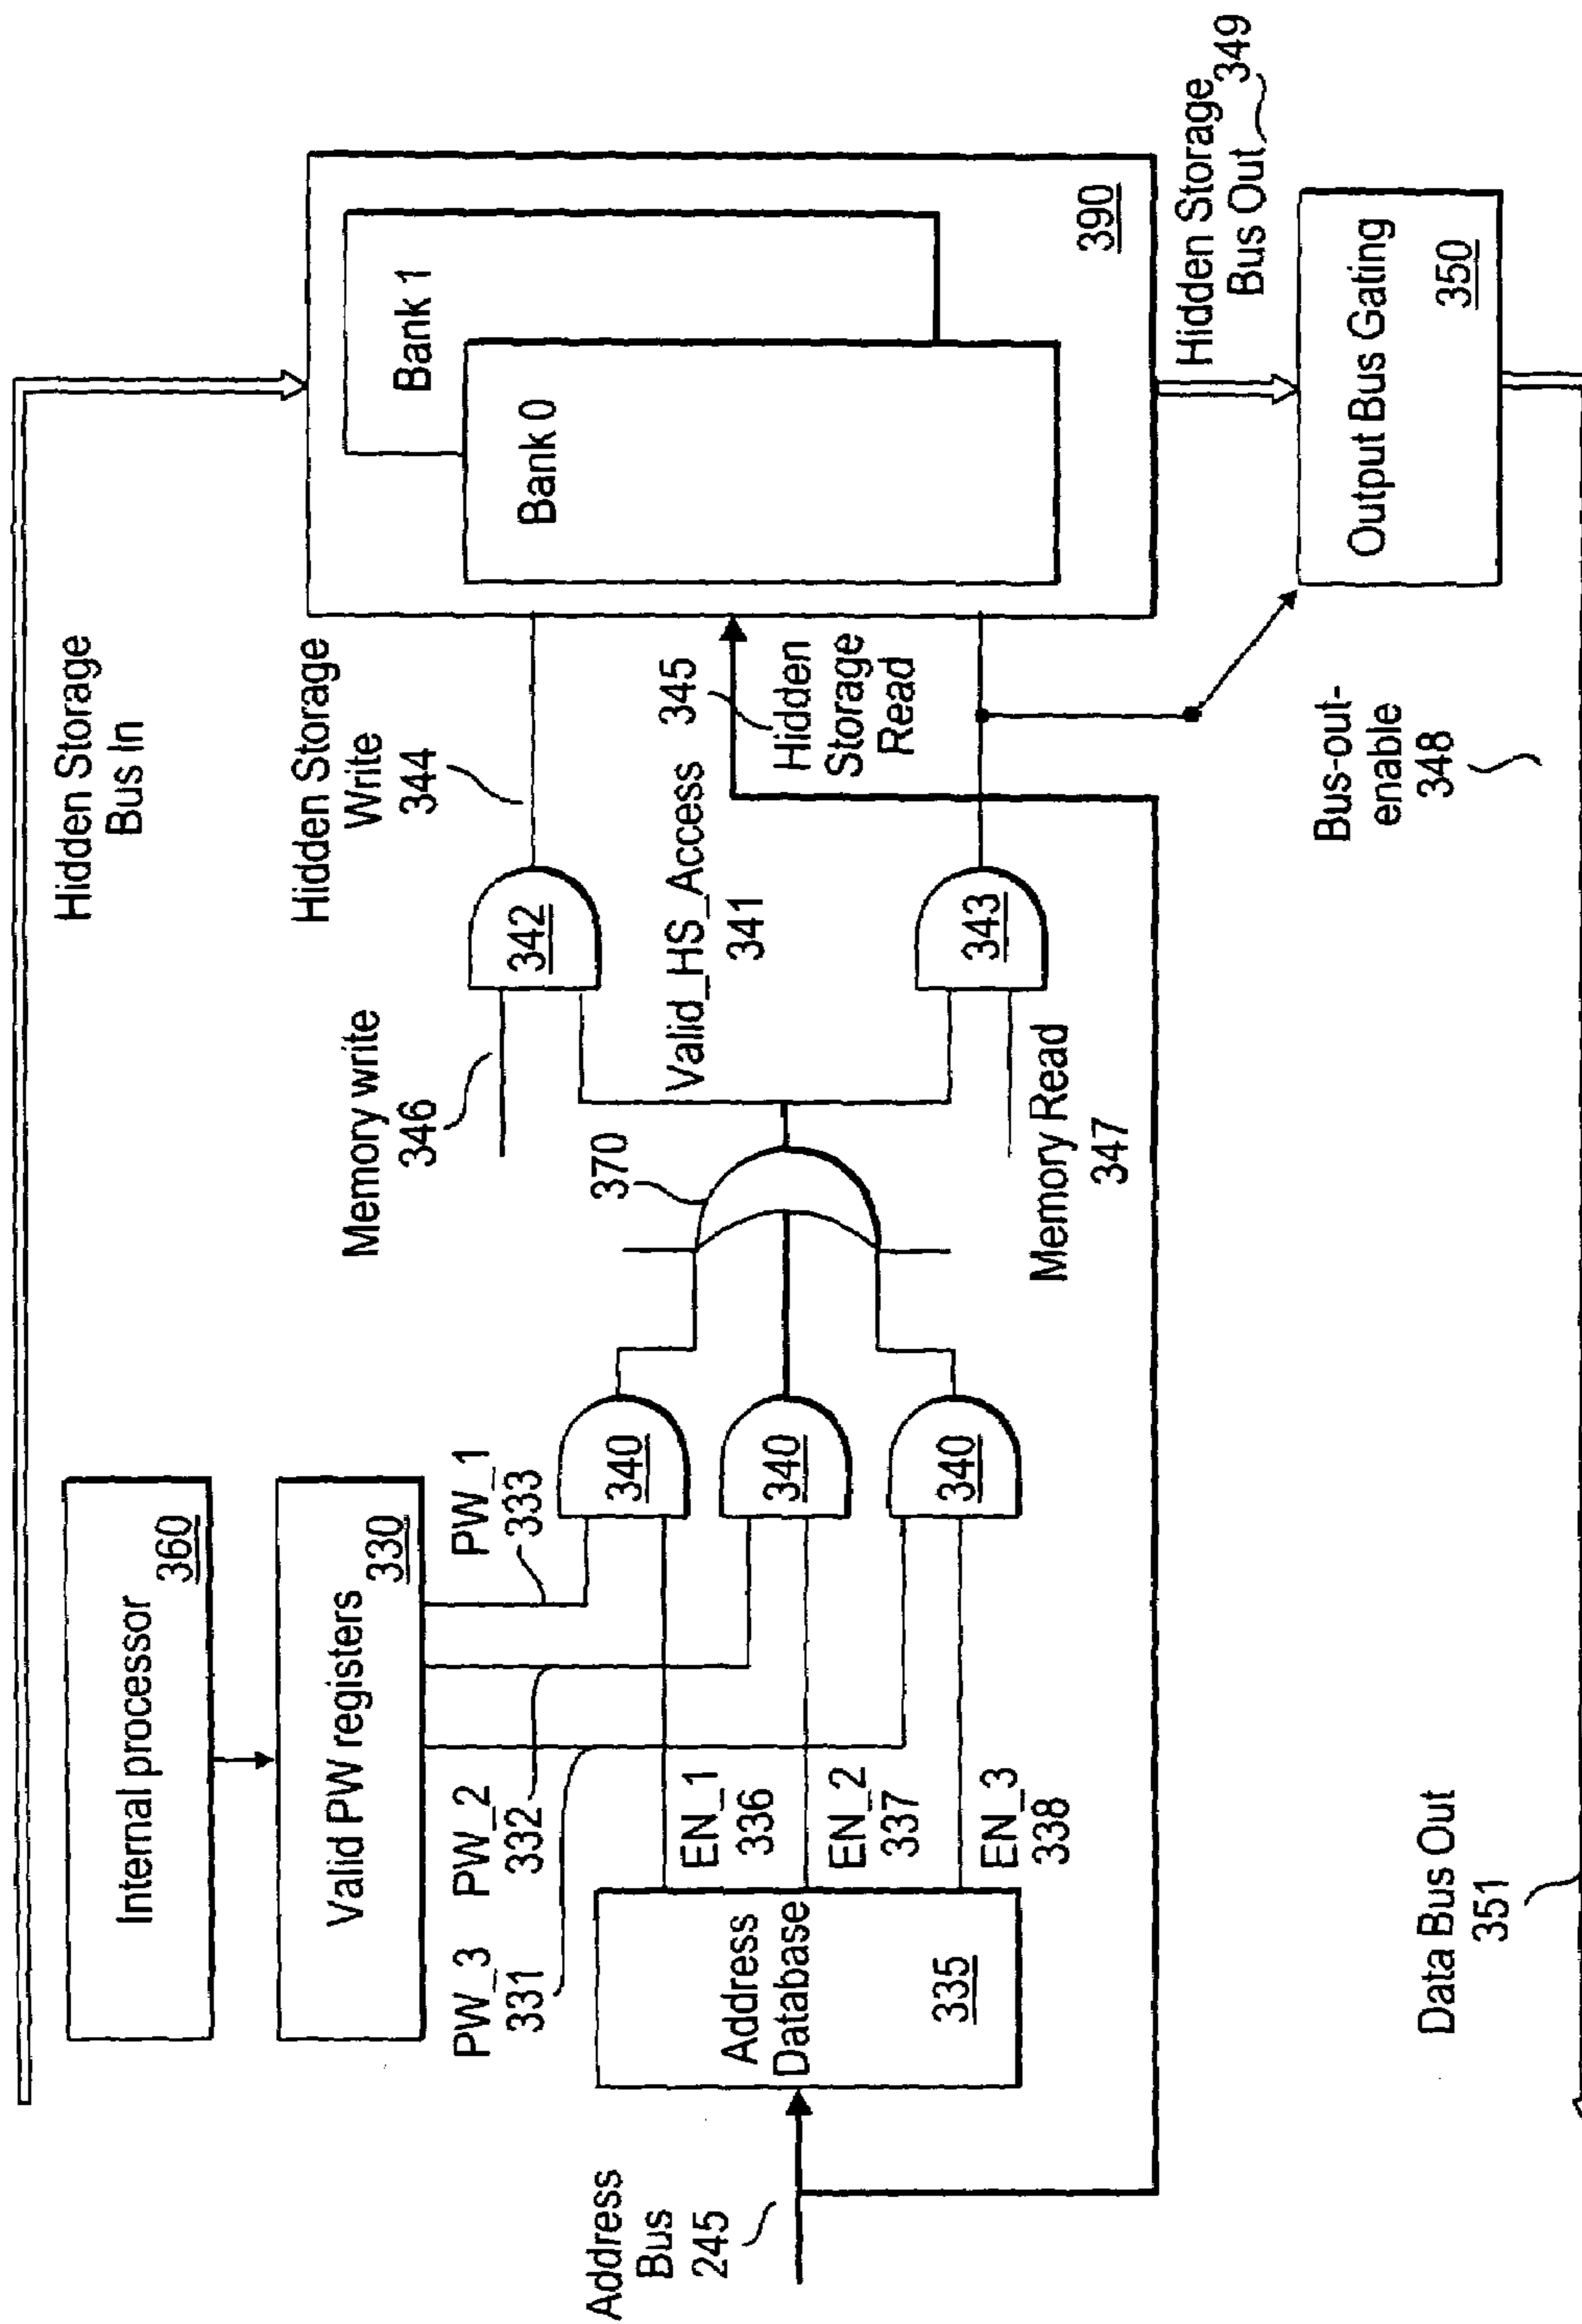 Hidden Storage
Bus In
Internal processor
360
Valid PW registers
330
PW_1
333
PW_2
332
PW_3
331
Address
Bus
245
Address
Database
335
EN_1
336
EN_2
337
EN_3
338
340
340
340
370
Memory write
346
Memory Read
347
342
343
Valid_HS_Access
341
Hidden Storage
Write
344
345
Hidden
Storage
Read
Bank 1
Bank 0
390
Hidden Storage
Bus Out 349
Output Bus Gating
350
Bus-out-
enable
348
Data Bus Out
351